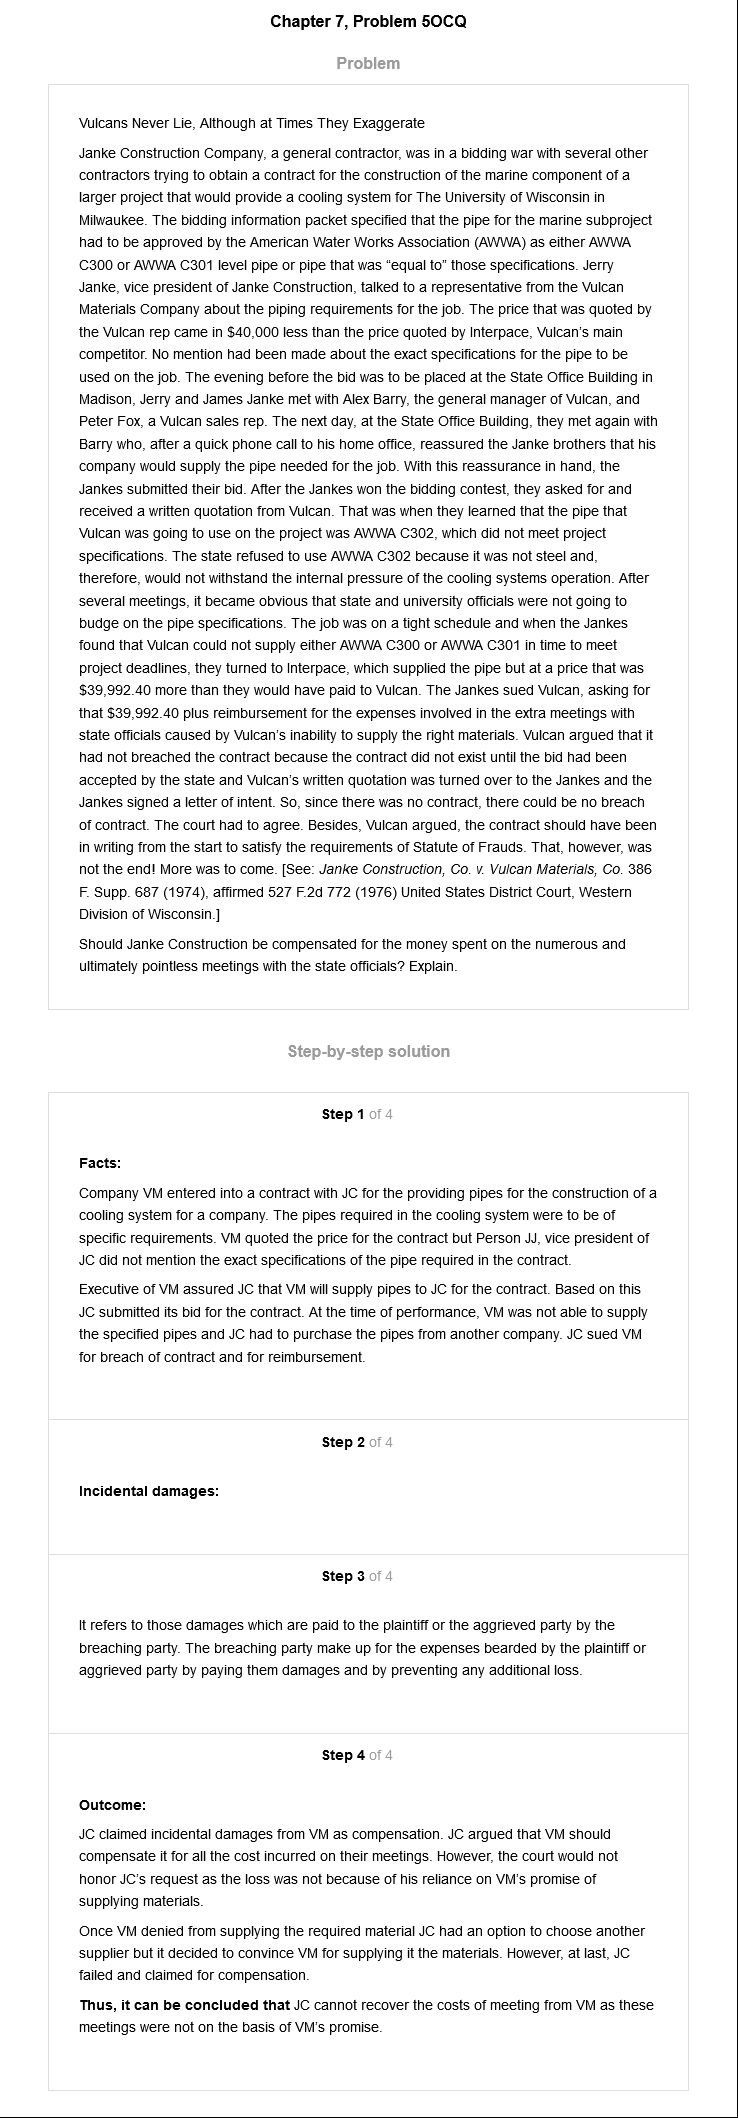 Chapter 7, Problem 5OCQ
Problem
Vulcans Never Lie, Although at Times They Exaggerate
Janke Construction Company, a general contractor, was in a bidding war with several other
contractors trying to obtain a contract for the construction of the marine component of a
larger project that would provide a cooling system for The University of Wisconsin in
Milwaukee. The bidding information packet specified that the pipe for the marine subproject
had to be approved by the American Water Works Association (AWWA) as either AWWA
C300 or AWWA C301 level pipe or pipe that was “equal to” those specifications. Jerry
Janke, vice president of Janke Construction, talked to a representative from the Vulcan
Materials Company about the piping requirements for the job. The price that was quoted by
the Vulcan rep came in $40,000 less than the price quoted by Interpace, Vulcan’s main
competitor. No mention had been made about the exact specifications for the pipe to be
used on the job. The evening before the bid was to be placed at the State Office Building in
Madison, Jerry and James Janke met with Alex Barry, the general manager of Vulcan, and
Peter Fox, a Vulcan sales rep. The next day, at the State Office Building, they met again with
Barry who, after a quick phone call to his home office, reassured the Janke brothers that his
company would supply the pipe needed for the job. With this reassurance in hand, the
Jankes submitted their bid. After the Jankes won the bidding contest, they asked for and
received a written quotation from Vulcan. That was when they learned that the pipe that
Vulcan was going to use on the project was AWWA C302, which did not meet project
specifications. The state refused to use AWWA C302 because it was not steel and,
therefore, would not withstand the internal pressure of the cooling systems operation. After
several meetings, it became obvious that state and university officials were not going to
budge on the pipe specifications. The job was on a tight schedule and when the Jankes
found that Vulcan could not supply either AWWA C300 or AWWA C301 in time to meet
project deadlines, they turned to Interpace, which supplied the pipe but at a price that was
$39,992.40 more than they would have paid to Vulcan. The Jankes sued Vulcan, asking for
that $39,992.40 plus reimbursement for the expenses involved in the extra meetings with
state officials caused by Vulcan’s inability to supply the right materials. Vulcan argued that it
had not breached the contract because the contract did not exist until the bid had been
accepted by the state and Vulcan’s written quotation was turned over to the Jankes and the
Jankes signed a letter of intent. So, since there was no contract, there could be no breach
of contract. The court had to agree. Besides, Vulcan argued, the contract should have been
in writing from the start to satisfy the requirements of Statute of Frauds. That, however, was
not the end! More was to come. [See: Janke Construction, Co. v. Vulcan Materials, Co. 386
F. Supp. 687 (1974), affirmed 527 F.2d 772 (1976) United States District Court, Western
Division of Wisconsin.]
Should Janke Construction be compensated for the money spent on the numerous and
ultimately pointless meetings with the state officials? Explain.
Step-by-step solution
Step 1 of 4
Facts:
Company VM entered into a contract with JC for the providing pipes for the construction of a
cooling system for a company. The pipes required in the cooling system were to be of
specific requirements. VM quoted the price for the contract but Person JJ, vice president of
JC did not mention the exact specifications of the pipe required in the contract.
Executive of VM assured JC that VM will supply pipes to JC for the contract. Based on this
JC submitted its bid for the contract. At the time of performance, VM was not able to supply
the specified pipes and JC had to purchase the pipes from another company. JC sued VM
for breach of contract and for reimbursement.
Step 2 of 4
Incidental damages:
Step 3 of 4
It refers to those damages which are paid to the plaintiff or the aggrieved party by the
breaching party. The breaching party make up for the expenses bearded by the plaintiff or
aggrieved party by paying them damages and by preventing any additional loss.
Step 4 of 4
Outcome:
JC claimed incidental damages from VM as compensation. JC argued that VM should
compensate it for all the cost incurred on their meetings. However, the court would not
honor JC’s request as the loss was not because of his reliance on VM’s promise of
supplying materials.
Once VM denied from supplying the required material JC had an option to choose another
supplier but it decided to convince VM for supplying it the materials. However, at last, JC
failed and claimed for compensation.
Thus, it can be concluded that JC cannot recover the costs of meeting from VM as these
meetings were not on the basis of VM’s promise.